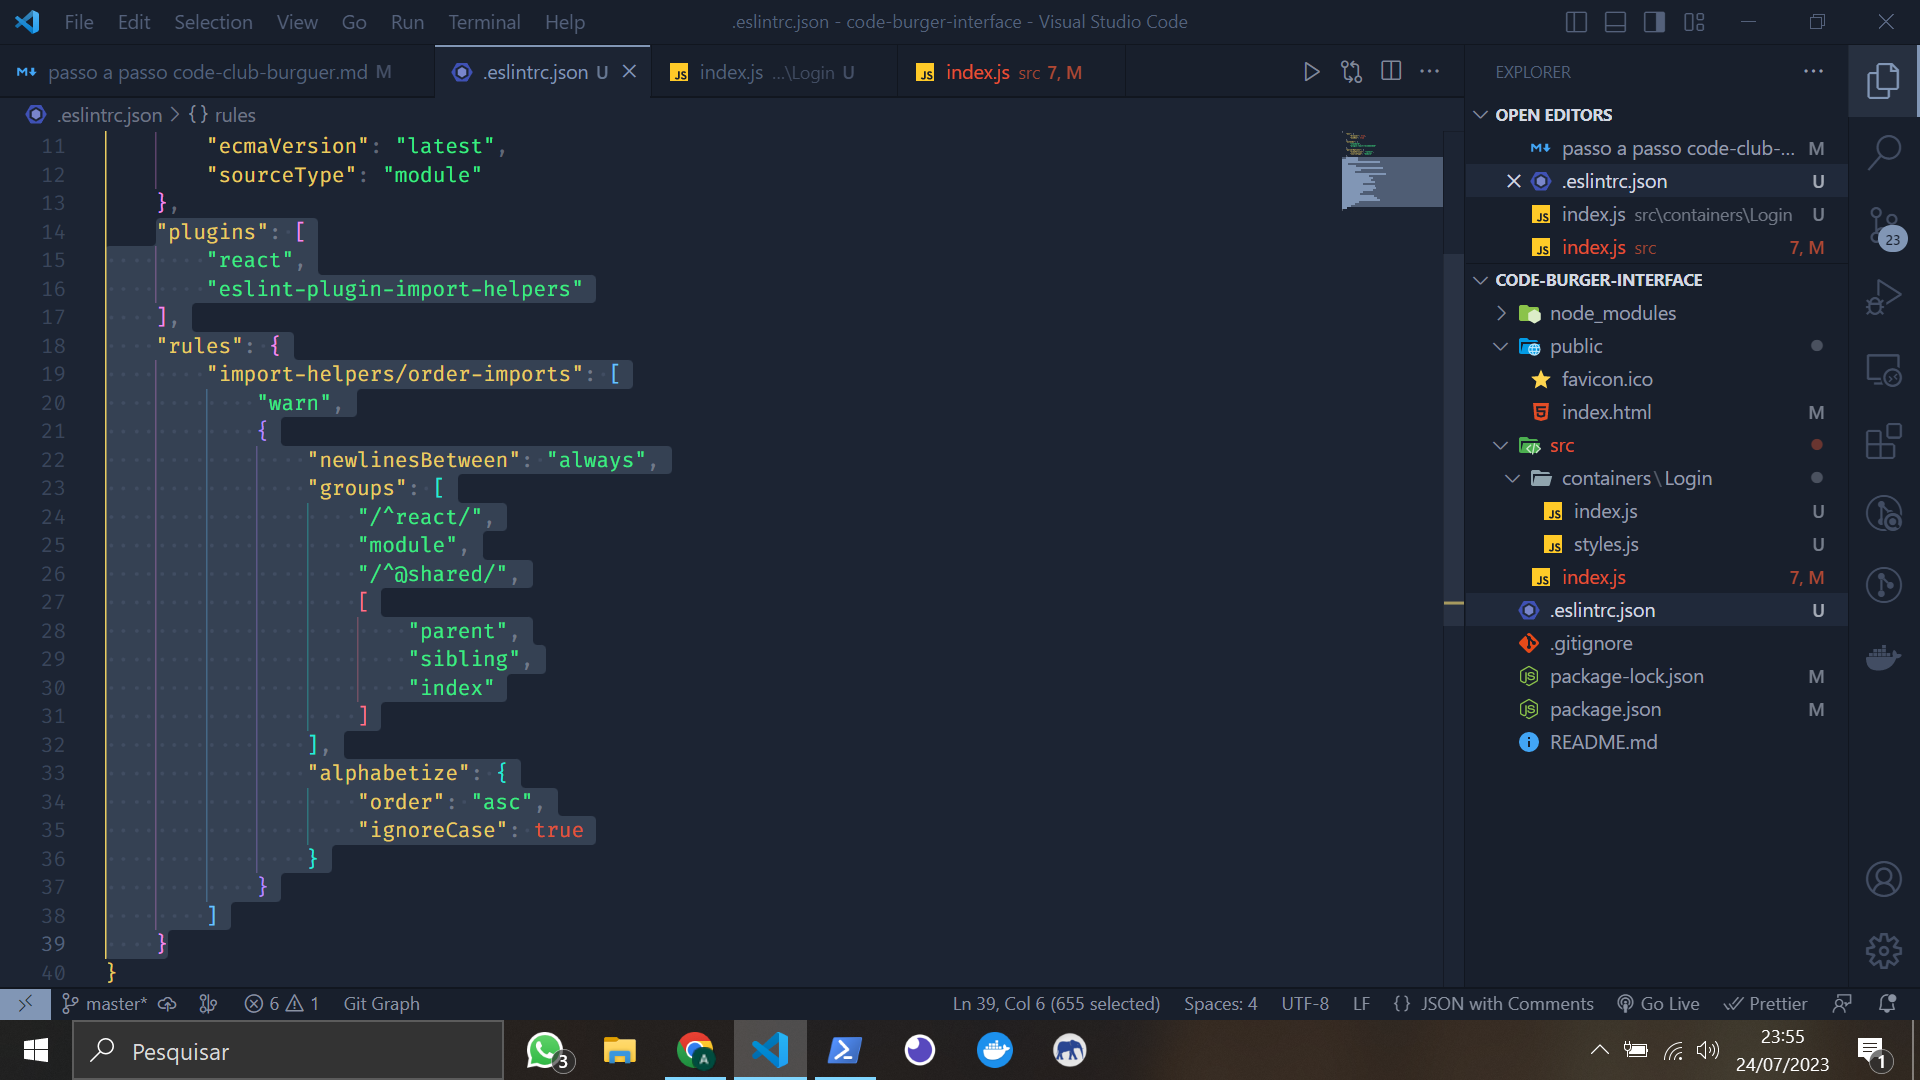 File Edit Selection View Go Run Terminal Help
.eslintrc.json - code-burger-interface - Visual Studio Code
passo a passo code-club-burguer.md M
.eslintrc.json U
index.js ...\Login U
index.js src 7, M
.eslintrc.json > {} rules
11 "ecmaVersion": "latest",
12 "sourceType": "module"
13 },
14 "plugins": [
15 "react",
16 "eslint-plugin-import-helpers"
17 ],
18 "rules": {
19 "import-helpers/order-imports": [
20 "warn",
21 {
22 "newlinesBetween": "always",
23 "groups": [
24 "/^react/",
25 "module",
26 "/^@shared/",
27 [
28 "parent",
29 "sibling",
30 "index"
31 ]
32 ],
33 "alphabetize": {
34 "order": "asc",
35 "ignoreCase": true
36 }
37 }
38 ]
39 }
40 }
EXPLORER
OPEN EDITORS
passo a passo code-club-... M
.eslintrc.json U
index.js src\containers\Login U
index.js src 7, M
CODE-BURGER-INTERFACE
node_modules
public
favicon.ico
index.html M
src
containers\Login
index.js U
styles.js U
index.js 7, M
.eslintrc.json U
.gitignore
package-lock.json M
package.json M
README.md
23
master* 6 1 Git Graph
Ln 39, Col 6 (655 selected) Spaces: 4 UTF-8 LF {} JSON with Comments Go Live Prettier
Pesquisar
3
A
23:55
24/07/2023
1